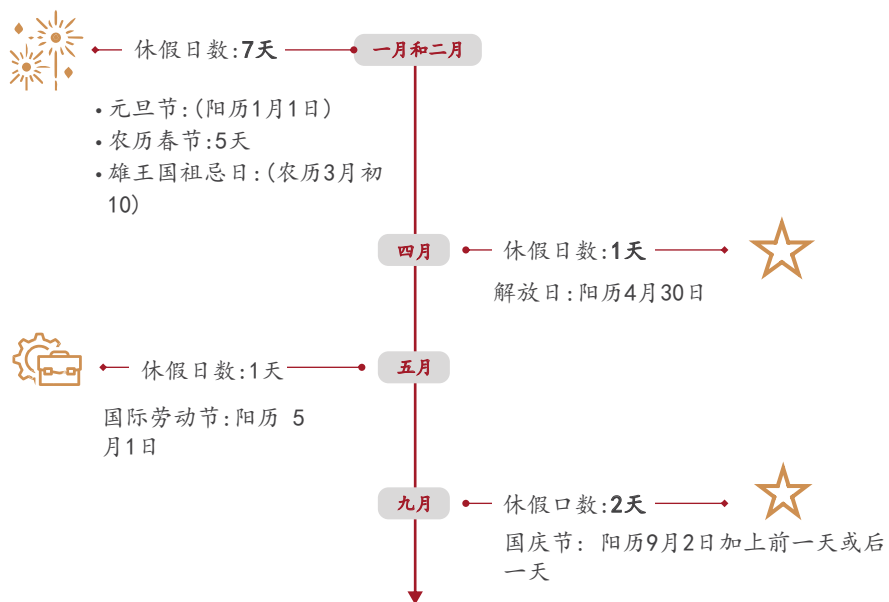 休假日数:7天
一月和二月
• 元旦节:(阳历1月1日)
• 农历春节:5天
• 雄王国祖忌日:(农历3月初
10)
四月
休假日数:1天
解放日:阳历4月30日
休假日数:1天
五月
国际劳动节:阳历 5
月1日
九月
休假口数:2天
国庆节: 阳历9月2日加上前一天或后
一天